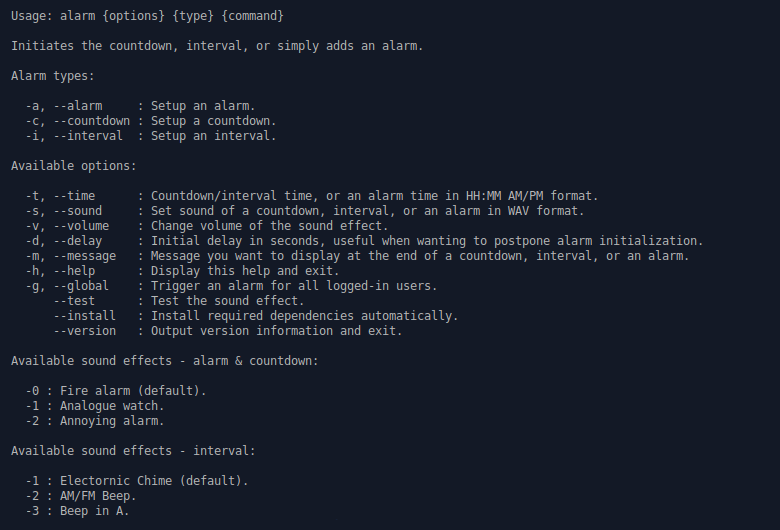 Usage: alarm {options} {type} {command}
Initiates the countdown, interval, or simply adds an alarm.
Alarm types:
-a, --alarm     : Setup an alarm.
-c, --countdown : Setup a countdown.
-i, --interval  : Setup an interval.
Available options:
-t, --time      : Countdown/interval time, or an alarm time in HH:MM AM/PM format.
-s, --sound     : Set sound of a countdown, interval, or an alarm in WAV format.
-v, --volume    : Change volume of the sound effect.
-d, --delay     : Initial delay in seconds, useful when wanting to postpone alarm initialization.
-m, --message   : Message you want to display at the end of a countdown, interval, or an alarm.
-h, --help      : Display this help and exit.
-g, --global    : Trigger an alarm for all logged-in users.
--test      : Test the sound effect.
--install   : Install required dependencies automatically.
--version   : Output version information and exit.
Available sound effects - alarm & countdown:
-0 : Fire alarm (default).
-1 : Analogue watch.
-2 : Annoying alarm.
Available sound effects - interval:
-1 : Electornic Chime (default).
-2 : AM/FM Beep.
-3 : Beep in A.